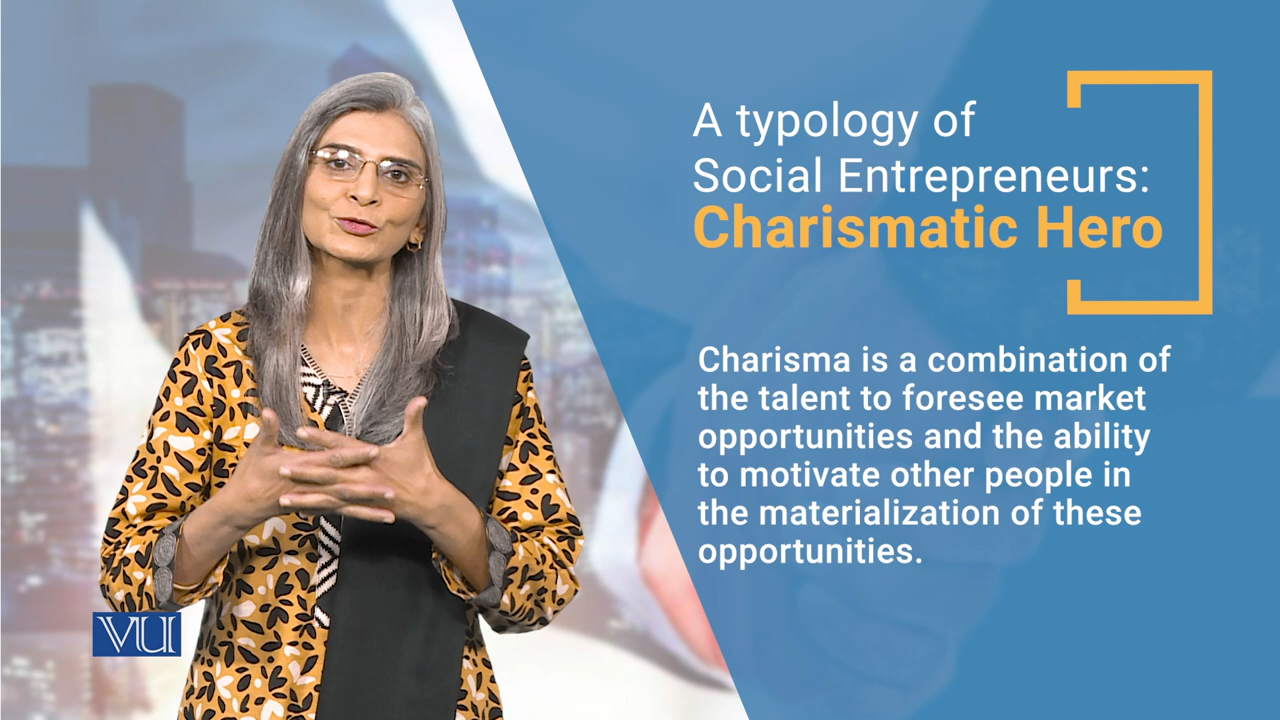 A typology of
Social Entrepreneurs:
Charismatic Hero
Charisma is a combination of
the talent to foresee market
opportunities and the ability
to motivate other people in
the materialization of these
opportunities.
VU